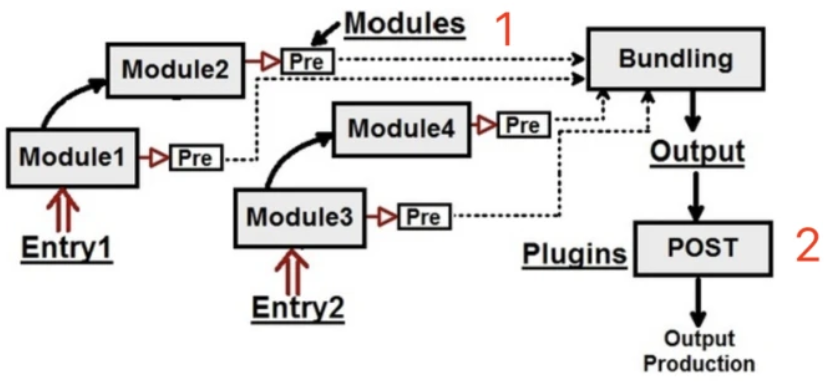 Modules
1
Module2
Pre
Bundling
Module4
Pre
Module1
Pre
Output
Module3
Pre
Entry1
Plugins
POST
2
Entry2
Output
Production